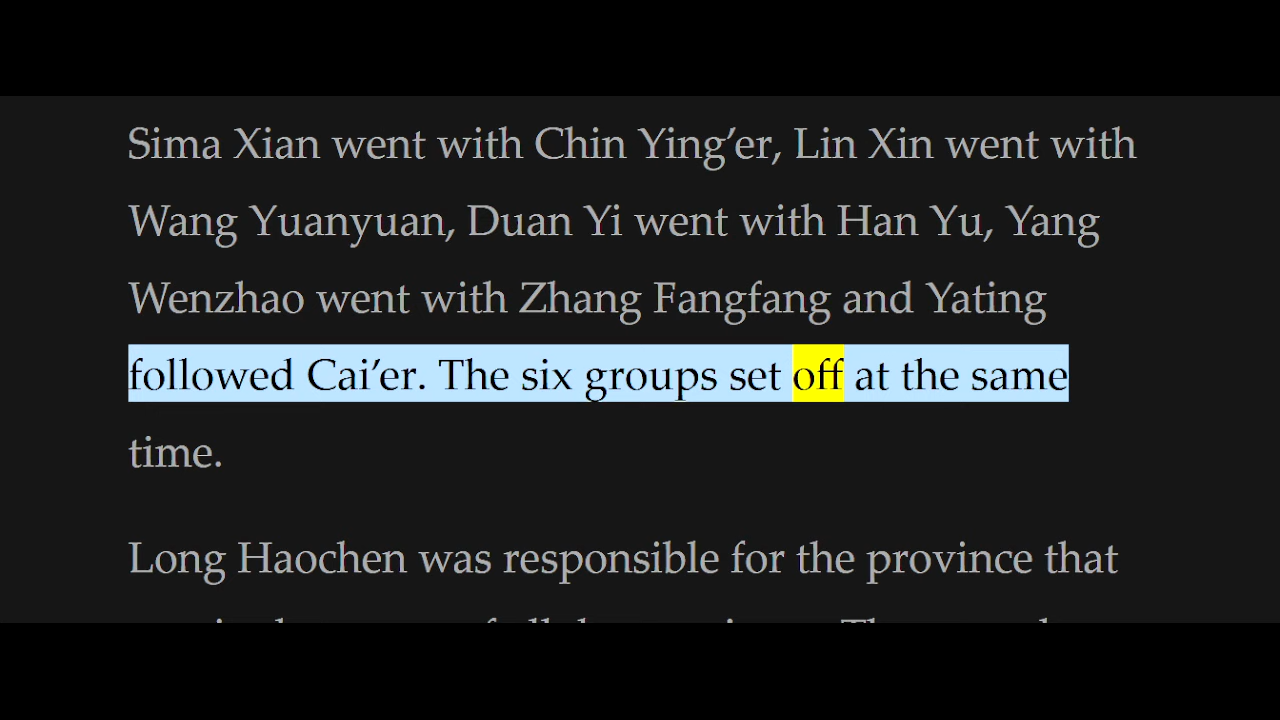 Sima Xian went with Chin Ying’er, Lin Xin went with
Wang Yuanyuan, Duan Yi went with Han Yu, Yang
Wenzhao went with Zhang Fangfang and Yating
followed Cai’er. The six groups set off at the same
time.
Long Haochen was responsible for the province that